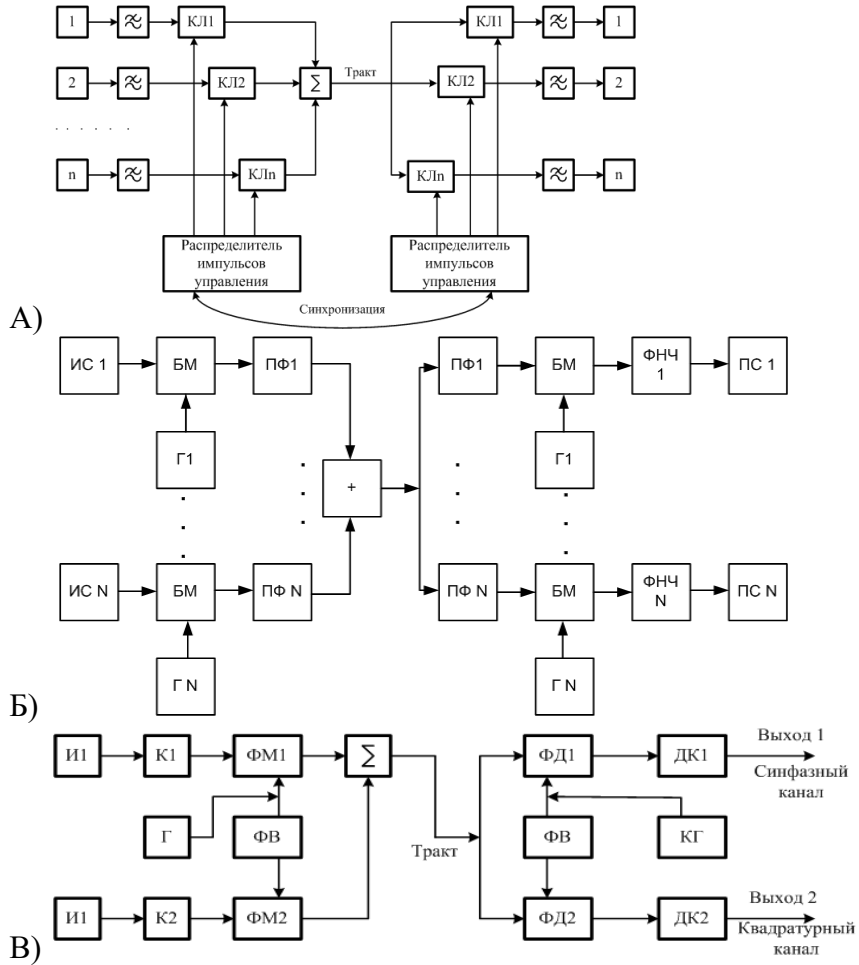 1 КЛ1 КЛ1 1
2 КЛ2 Σ Тракт КЛ2 2
. . . . . .
n КЛn КЛn n
Распределитель Распределитель
импульсов импульсов
управления управления
Синхронизация
А)
ИС 1 БМ ПФ1 ПФ1 БМ ФНЧ 1 ПС 1
Г1 Г1
+
ИС N БМ ПФ N ПФ N БМ ФНЧ N ПС N
Г N Г N
Б)
И1 К1 ФМ1 Σ ФД1 ДК1 Выход 1
Синфазный
канал
Г ФВ Тракт ФВ КГ
И1 К2 ФМ2 ФД2 ДК2 Выход 2
Квадратурный
канал
В)